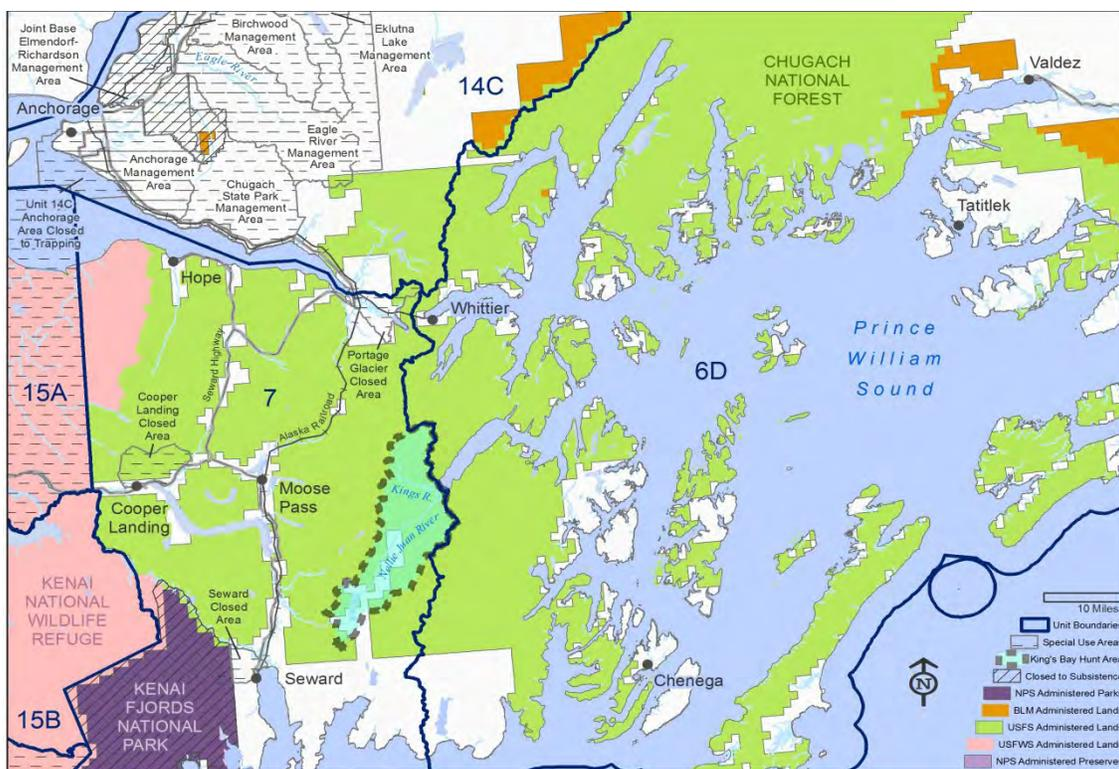 Joint Base
Elmendorf-
Richardson
Management
Area
Birchwood
Management
Area
Eklutna
Lake
Management
Area
Eagle River
14C
CHUGACH
NATIONAL
FOREST
Valdez
Anchorage
Anchorage
Management
Area
Eagle
River
Management
Area
Chugach
State Park
Management
Area
Unit 14C
Anchorage
Area Closed
to Trapping
Tatitlek
Hope
Whittier
Portage
Glacier
Closed
Area
Seward Highway
Alaska Railroad
Prince
William
Sound
15A
7
6D
Cooper
Landing
Closed
Area
Cooper
Landing
Moose
Pass
Kings R.
Nellie Juan River
KENAI
NATIONAL
WILDLIFE
REFUGE
Seward
Closed
Area
Seward
Chenega
15B
KENAI
FJORDS
NATIONAL
PARK
N
10 Miles
Unit Boundaries
Special Use Areas
King's Bay Hunt Area
Closed to Subsistence
NPS Administered Parks
BLM Administered Lands
USFS Administered Lands
USFWS Administered Lands
NPS Administered Preserves